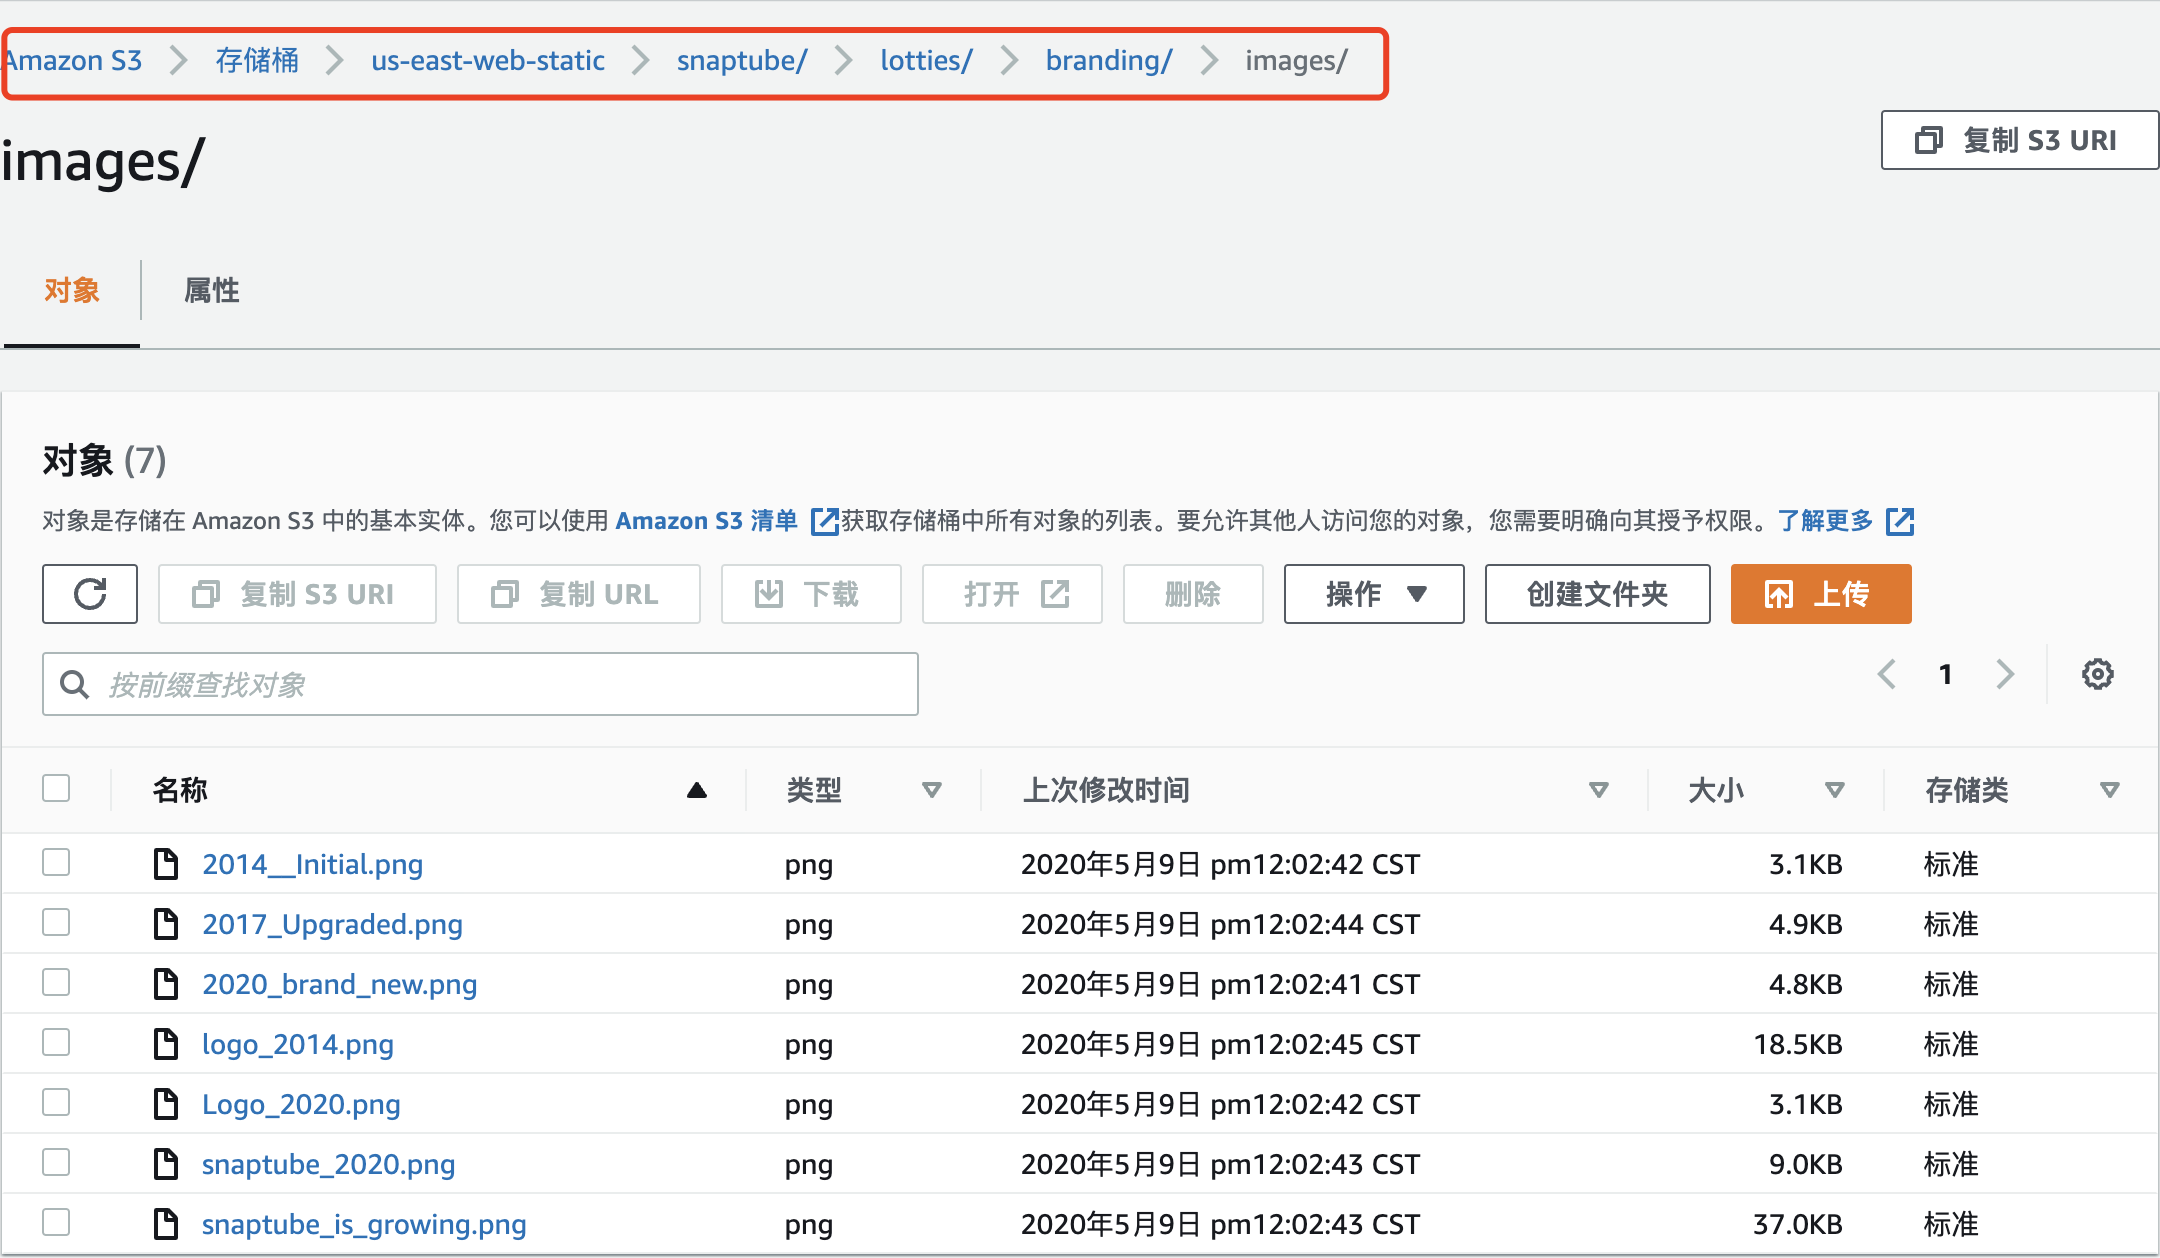 Amazon S3 存储桶 us-east-web-static snaptube/ lotties/ branding/ images/
images/
复制 S3 URI
对象 属性
对象 (7)
对象是存储在 Amazon S3 中的基本实体。您可以使用 Amazon S3 清单 获取存储桶中所有对象的列表。要允许其他人访问您的对象，您需要明确向其授予权限。了解更多
复制 S3 URI 复制 URL 下载 打开 删除 操作 创建文件夹 上传
按前缀查找对象 1
名称 类型 上次修改时间 大小 存储类
2014__Initial.png png 2020年5月9日 pm12:02:42 CST 3.1KB 标准
2017_Upgraded.png png 2020年5月9日 pm12:02:44 CST 4.9KB 标准
2020_brand_new.png png 2020年5月9日 pm12:02:41 CST 4.8KB 标准
logo_2014.png png 2020年5月9日 pm12:02:45 CST 18.5KB 标准
Logo_2020.png png 2020年5月9日 pm12:02:42 CST 3.1KB 标准
snaptube_2020.png png 2020年5月9日 pm12:02:43 CST 9.0KB 标准
snaptube_is_growing.png png 2020年5月9日 pm12:02:43 CST 37.0KB 标准